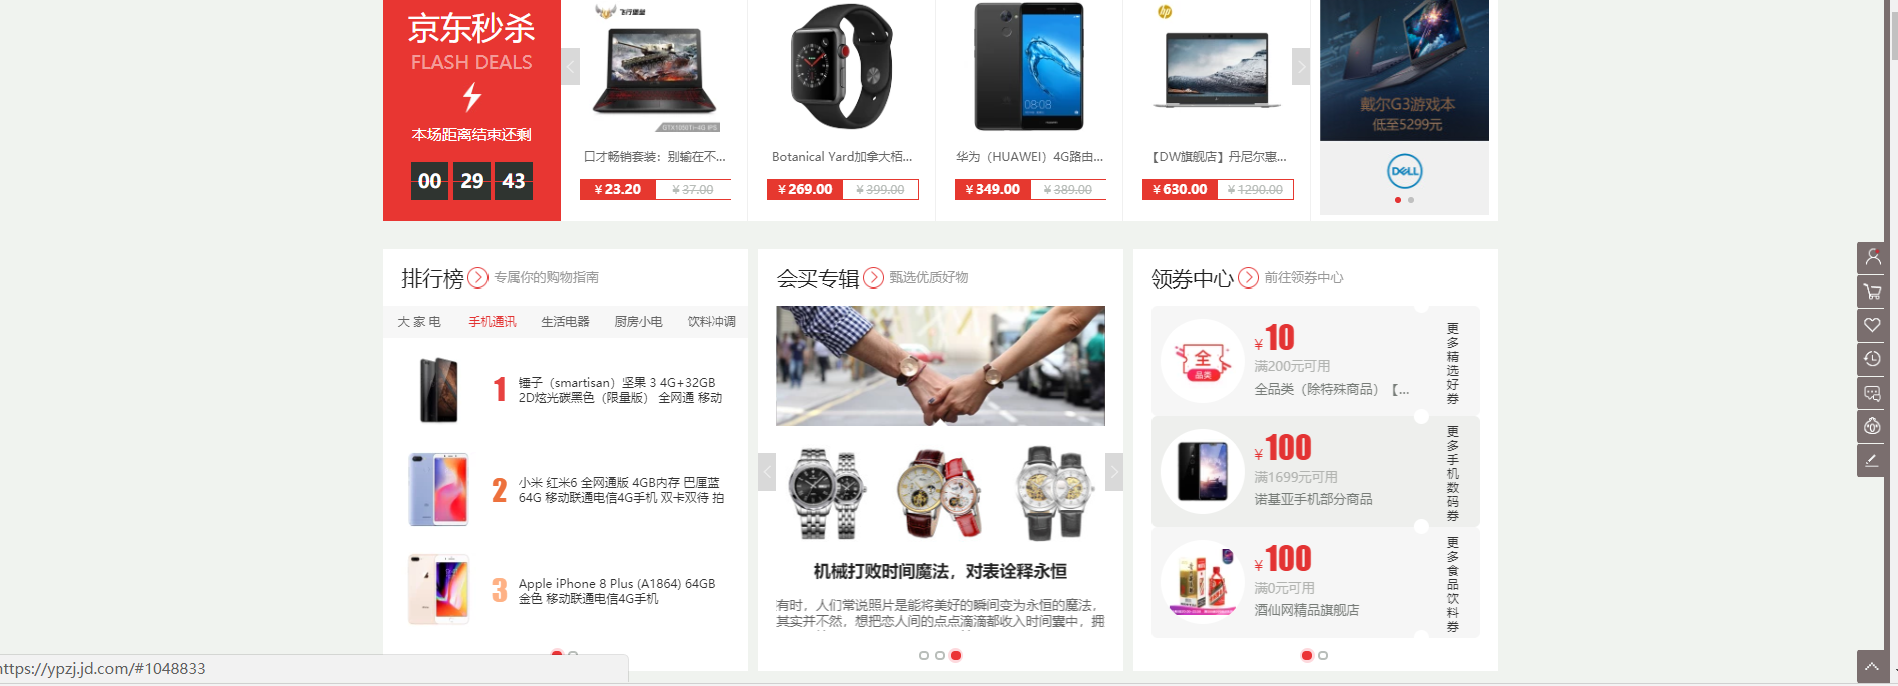 京东秒杀
FLASH DEALS
本场距离结束还剩
00 29 43
飞行堡垒
GTX1050Ti-4G IPS
口才畅销套装：别输在不...
¥23.20 ¥37.00
08:08
Botanical Yard加拿大栢...
¥269.00 ¥399.00
华为（HUAWEI）4G路由...
¥349.00 ¥389.00
hp
【DW旗舰店】丹尼尔惠...
¥630.00 ¥1290.00
戴尔G3游戏本
低至5299元
DELL
排行榜 专属你的购物指南
大 家 电 手机通讯 生活电器 厨房小电 饮料冲调
1 锤子（smartisan）坚果 3 4G+32GB
2D炫光碳黑色（限量版） 全网通 移动
2 小米 红米6 全网通版 4GB内存 巴厘蓝
64G 移动联通电信4G手机 双卡双待 拍
3 Apple iPhone 8 Plus (A1864) 64GB
金色 移动联通电信4G手机
会买专辑 甄选优质好物
机械打败时间魔法，对表诠释永恒
有时，人们常说照片是能将美好的瞬间变为永恒的魔法，
其实并不然，想把恋人间的点点滴滴都收入时间囊中，拥
领券中心 前往领券中心
全
品类
¥10
满200元可用
全品类（除特殊商品）【...
更多精选好券
¥100
满1699元可用
诺基亚手机部分商品
更多手机数码券
¥100
满0元可用
酒仙网精品旗舰店
更多食品饮料券
https://ypzj.jd.com/#1048833